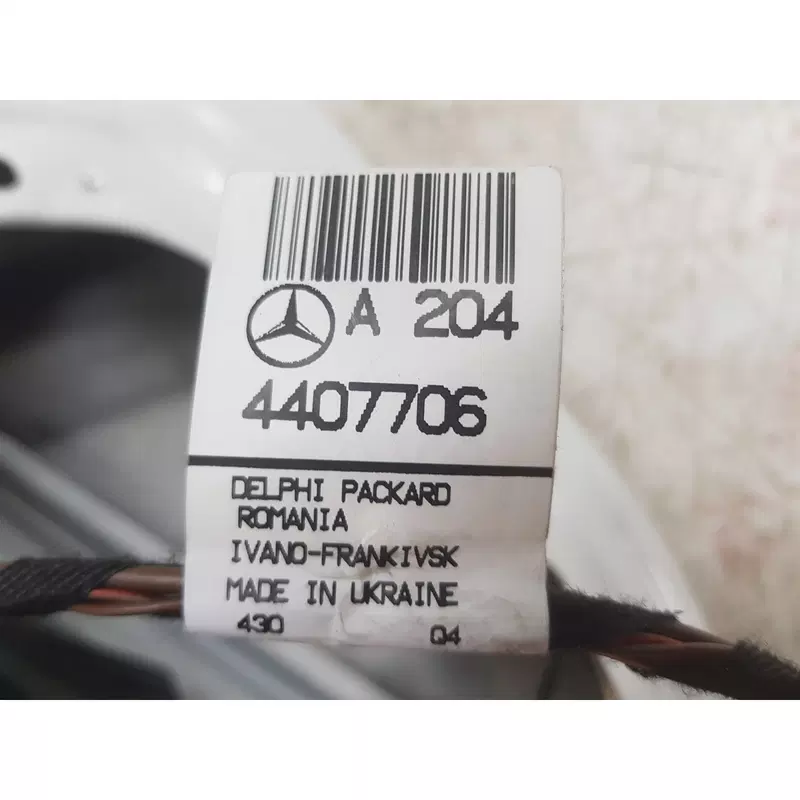 A 204
4407706
DELPHI PACKARD
ROMANIA
IVANO-FRANKIVSK
MADE IN UKRAINE
430 Q4